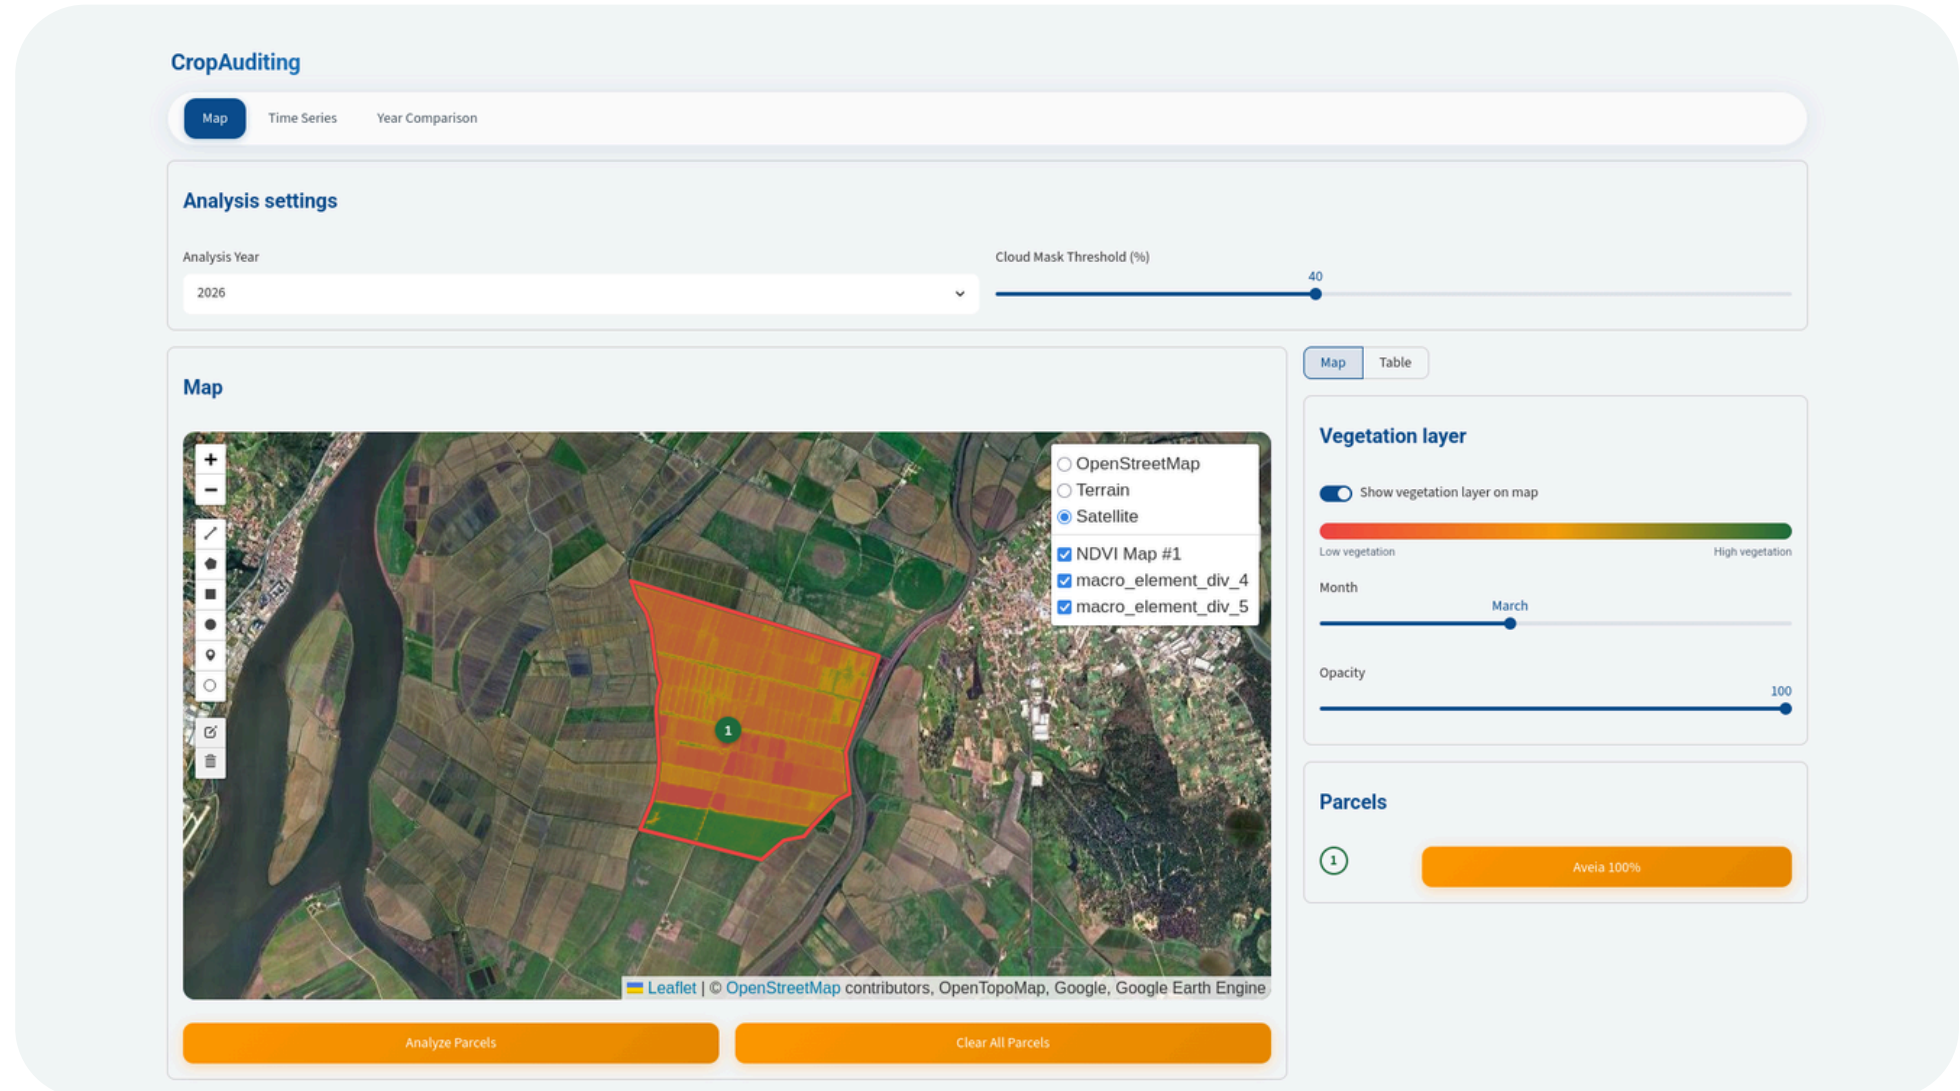 CropAuditing
Map Time Series Year Comparison
Analysis settings
Analysis Year
2026
Cloud Mask Threshold (%)
40
Map
+
−
OpenStreetMap
Terrain
Satellite
NDVI Map #1
macro_element_div_4
macro_element_div_5
1
Leaflet | © OpenStreetMap contributors, OpenTopoMap, Google, Google Earth Engine
Analyze Parcels
Clear All Parcels
Map Table
Vegetation layer
Show vegetation layer on map
Low vegetation High vegetation
Month
March
Opacity
100
Parcels
1 Aveia 100%